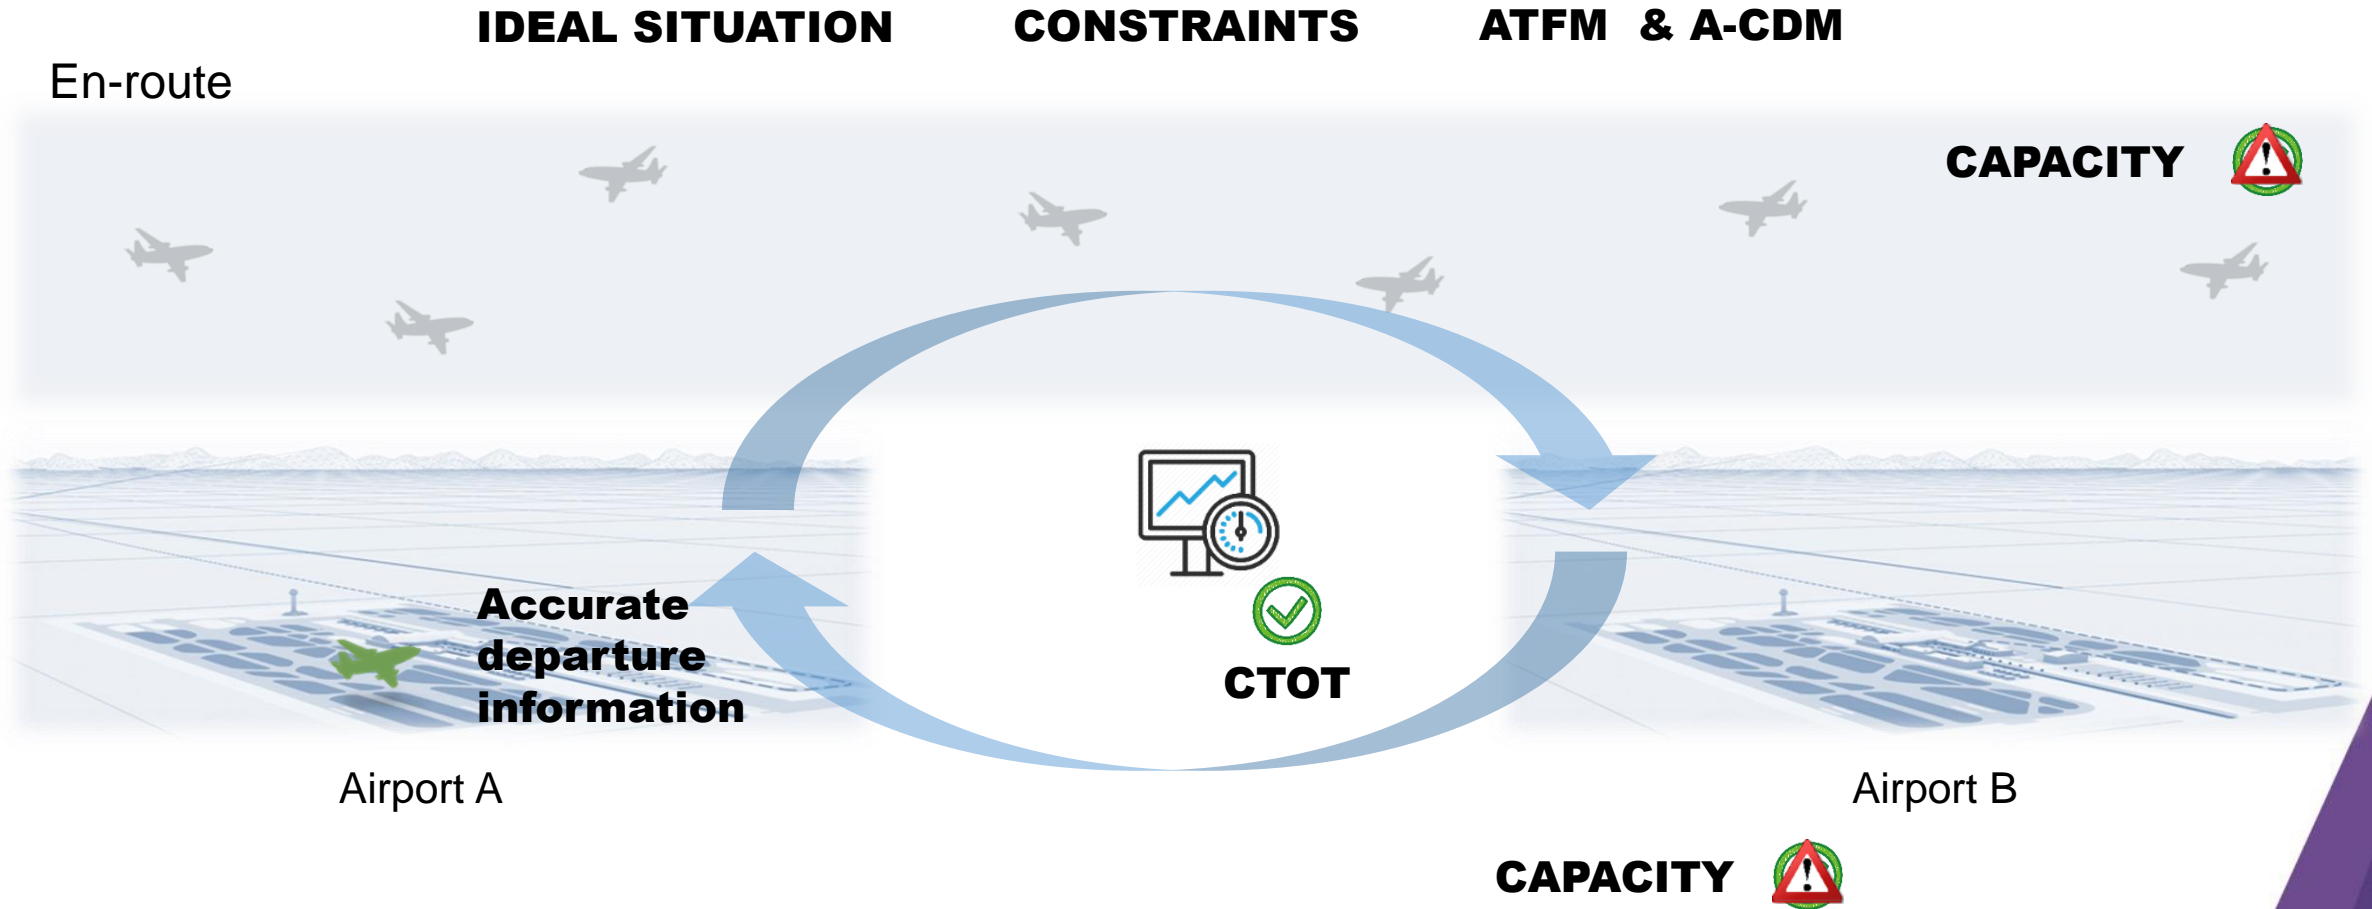 IDEAL SITUATION
CONSTRAINTS
ATFM & A-CDM
En-route
CAPACITY
Accurate
departure
information
CTOT
Airport A
Airport B
CAPACITY